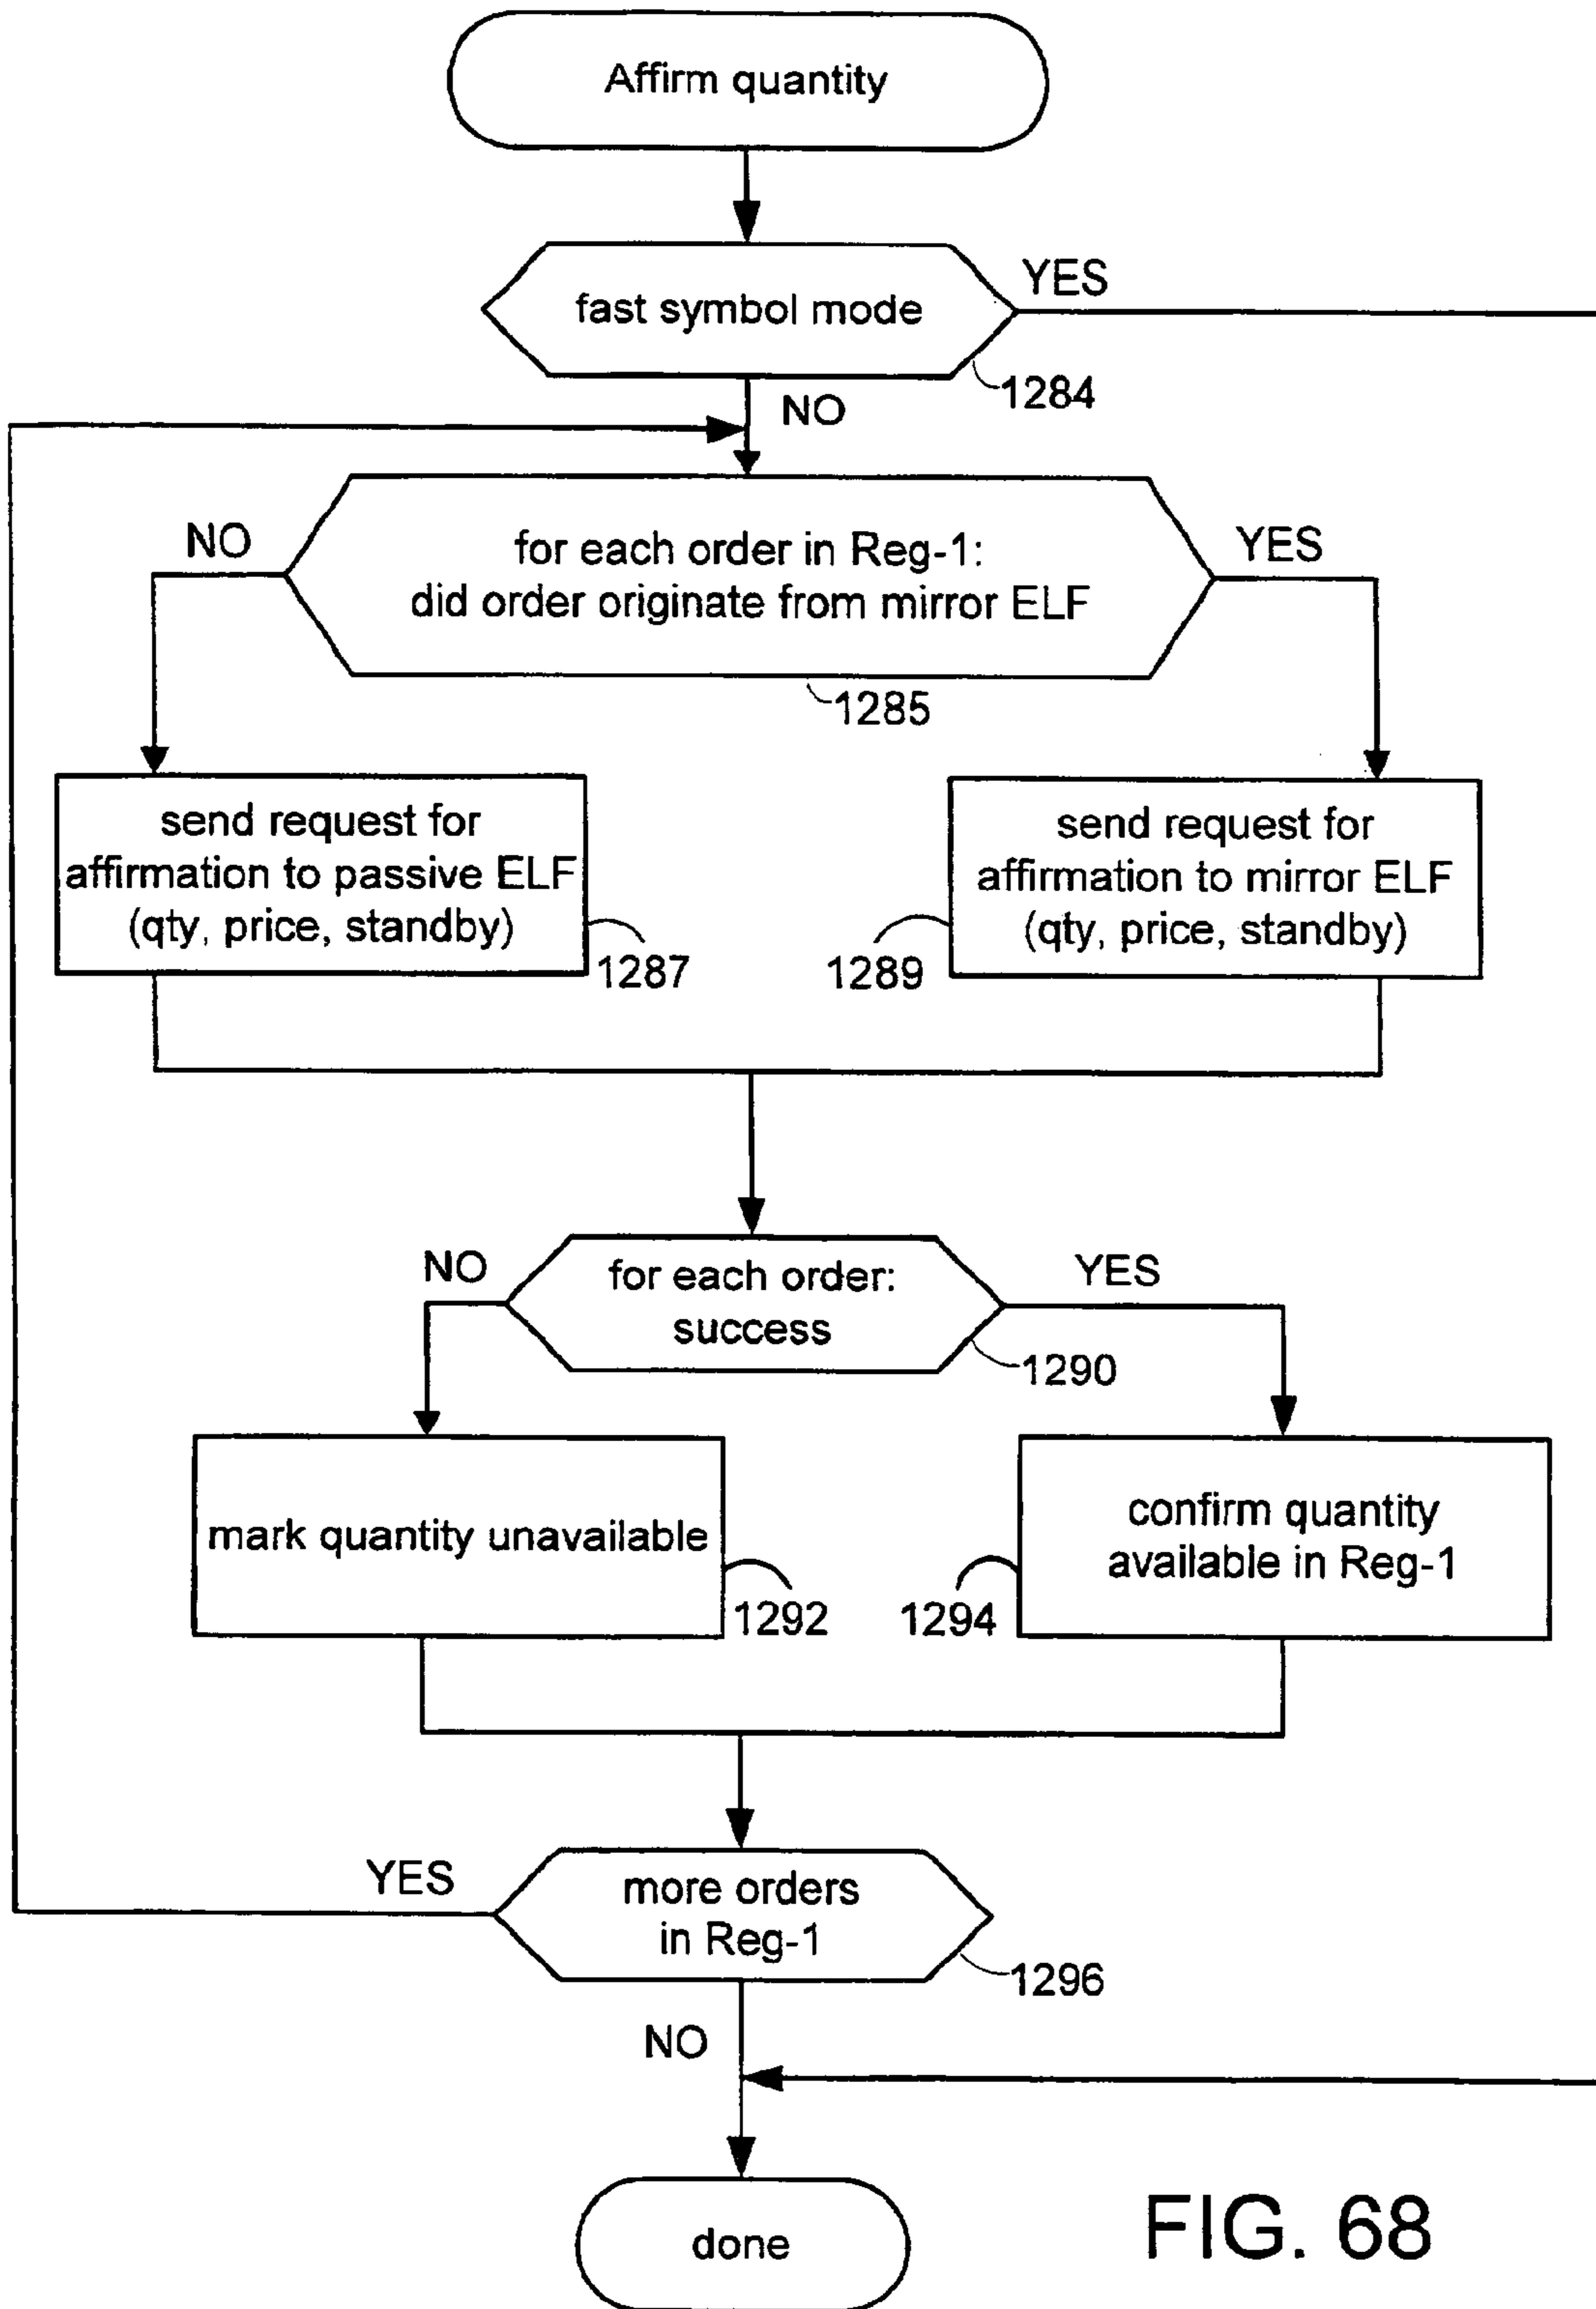 Affirm quantity
fast symbol mode
YES
1284
NO
NO
for each order in Reg-1:
did order originate from mirror ELF
YES
1285
send request for
affirmation to passive ELF
(qty, price, standby)
1287
send request for
affirmation to mirror ELF
(qty, price, standby)
1289
NO
for each order:
success
YES
1290
mark quantity unavailable
1292
confirm quantity
available in Reg-1
1294
YES
more orders
in Reg-1
1296
NO
done
FIG. 68